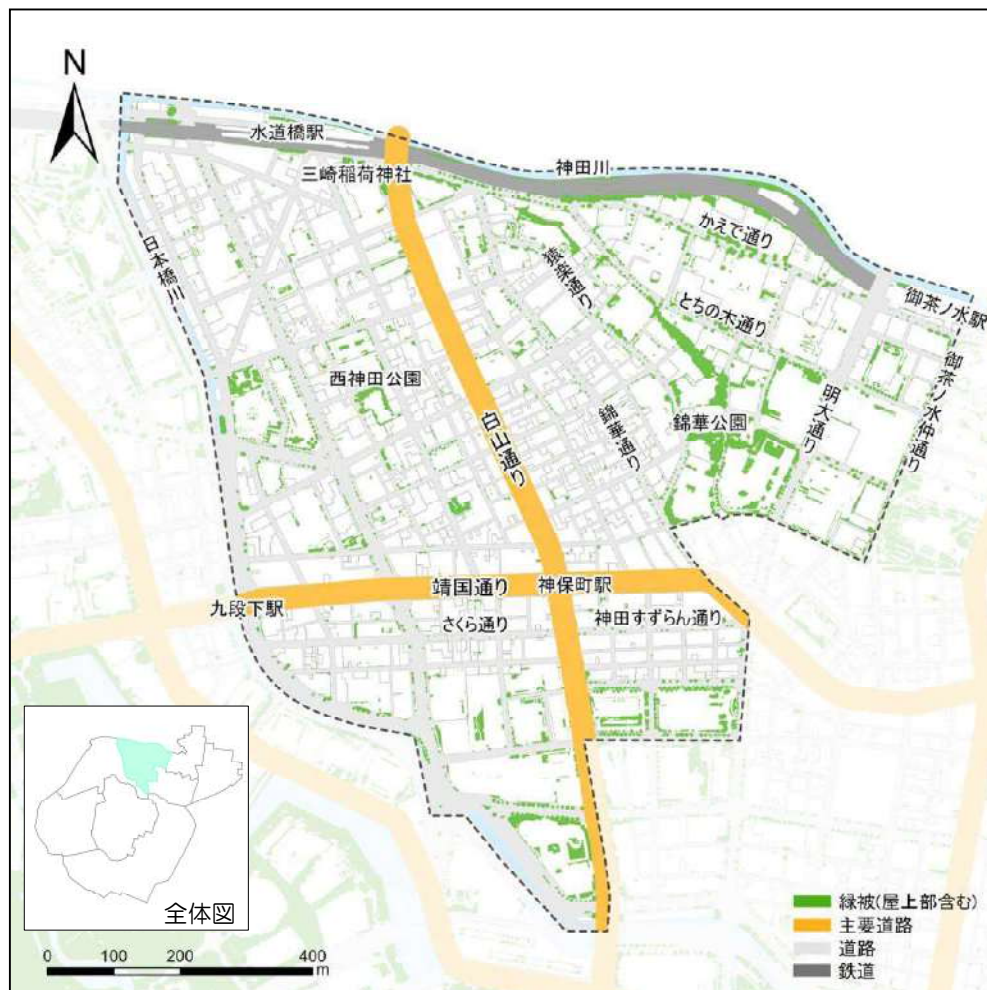 N
水道橋駅
三崎稲荷神社
神田川
かえで通り
日本橋川
猿楽通り
とちの木通り
御茶ノ水駅
御茶ノ水仲通り
西神田公園
白山通り
錦華通り
錦華公園
明大通り
九段下駅
靖国通り
神保町駅
さくら通り
神田すずらん通り
全体図
0 100 200 400
m
緑被(屋上部含む)
主要道路
道路
鉄道